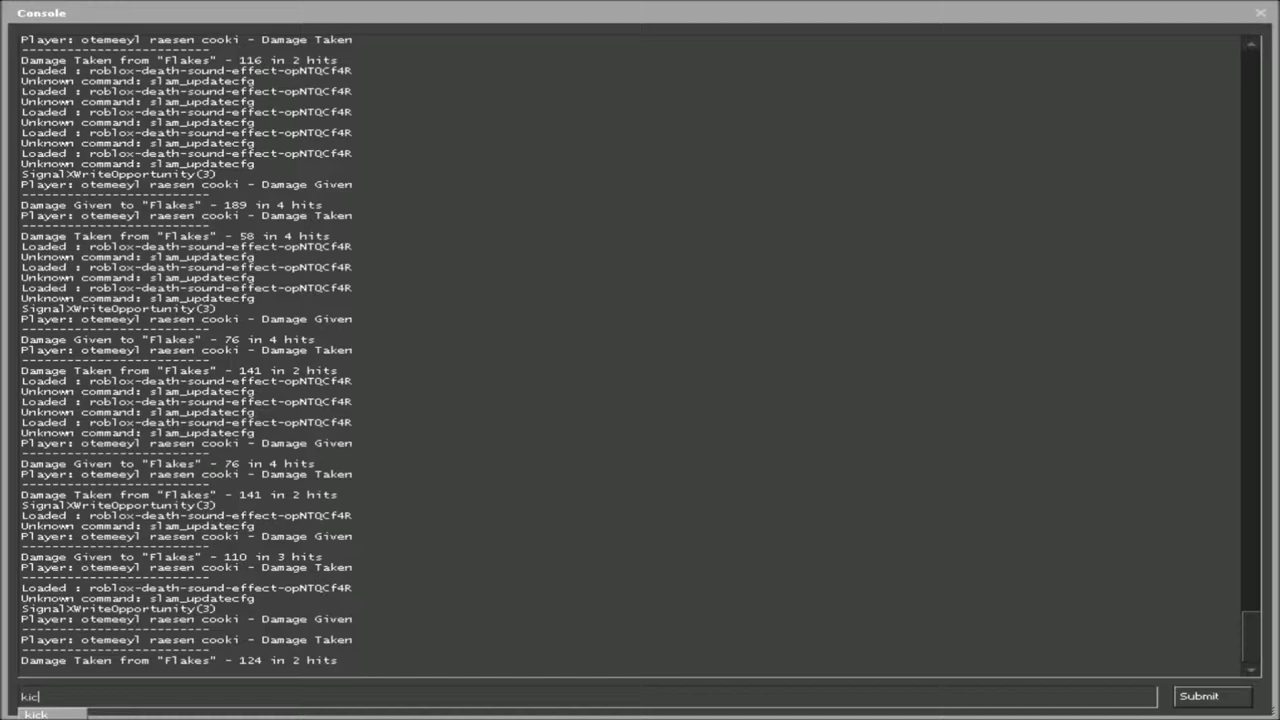 Console
Player: otemeeyl raesen cooki - Damage Taken
-------------------------
Damage Taken from "Flakes" - 116 in 2 hits
Loaded : roblox-death-sound-effect-opNTQCf4R
Unknown command: slam_updatecfg
Loaded : roblox-death-sound-effect-opNTQCf4R
Unknown command: slam_updatecfg
Loaded : roblox-death-sound-effect-opNTQCf4R
Unknown command: slam_updatecfg
Loaded : roblox-death-sound-effect-opNTQCf4R
Unknown command: slam_updatecfg
Loaded : roblox-death-sound-effect-opNTQCf4R
Unknown command: slam_updatecfg
SignalXWriteOpportunity(3)
Player: otemeeyl raesen cooki - Damage Given
-------------------------
Damage Given to "Flakes" - 189 in 4 hits
Player: otemeeyl raesen cooki - Damage Taken
-------------------------
Damage Taken from "Flakes" - 58 in 4 hits
Loaded : roblox-death-sound-effect-opNTQCf4R
Unknown command: slam_updatecfg
Loaded : roblox-death-sound-effect-opNTQCf4R
Unknown command: slam_updatecfg
Loaded : roblox-death-sound-effect-opNTQCf4R
Unknown command: slam_updatecfg
SignalXWriteOpportunity(3)
Player: otemeeyl raesen cooki - Damage Given
-------------------------
Damage Given to "Flakes" - 76 in 4 hits
Player: otemeeyl raesen cooki - Damage Taken
-------------------------
Damage Taken from "Flakes" - 141 in 2 hits
Loaded : roblox-death-sound-effect-opNTQCf4R
Unknown command: slam_updatecfg
Loaded : roblox-death-sound-effect-opNTQCf4R
Unknown command: slam_updatecfg
Loaded : roblox-death-sound-effect-opNTQCf4R
Unknown command: slam_updatecfg
Player: otemeeyl raesen cooki - Damage Given
-------------------------
Damage Given to "Flakes" - 76 in 4 hits
Player: otemeeyl raesen cooki - Damage Taken
-------------------------
Damage Taken from "Flakes" - 141 in 2 hits
SignalXWriteOpportunity(3)
Loaded : roblox-death-sound-effect-opNTQCf4R
Unknown command: slam_updatecfg
Player: otemeeyl raesen cooki - Damage Given
-------------------------
Damage Given to "Flakes" - 110 in 3 hits
Player: otemeeyl raesen cooki - Damage Taken
-------------------------
Loaded : roblox-death-sound-effect-opNTQCf4R
Unknown command: slam_updatecfg
SignalXWriteOpportunity(3)
Player: otemeeyl raesen cooki - Damage Given
-------------------------
Player: otemeeyl raesen cooki - Damage Taken
-------------------------
Damage Taken from "Flakes" - 124 in 2 hits
kic
Submit
kick